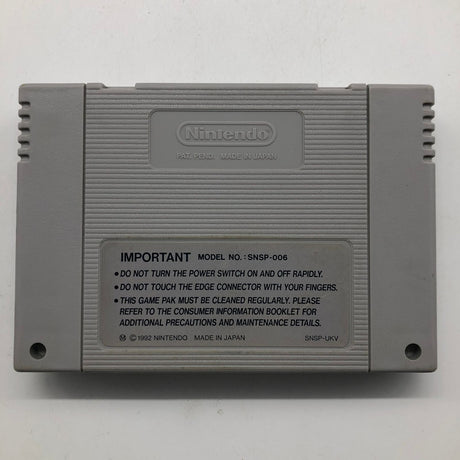 Nintendo
PAT. PEND. MADE IN JAPAN
IMPORTANT MODEL NO.: SNSP-006
• DO NOT TURN THE POWER SWITCH ON AND OFF RAPIDLY.
• DO NOT TOUCH THE EDGE CONNECTOR WITH YOUR FINGERS.
• THIS GAME PAK MUST BE CLEANED REGULARLY. PLEASE
REFER TO THE CONSUMER INFORMATION BOOKLET FOR
ADDITIONAL PRECAUTIONS AND MAINTENANCE DETAILS.
Ⓜ ©1992 NINTENDO MADE IN JAPAN SNSP-UKV